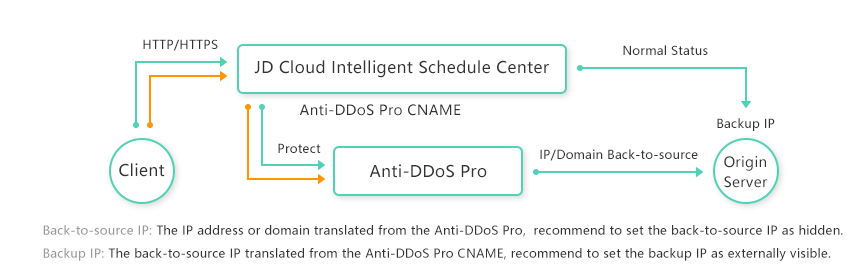 HTTP/HTTPS
Normal Status
JD Cloud Intelligent Schedule Center
Anti-DDoS Pro CNAME
Backup IP
Protect
IP/Domain Back-to-source
Client
Anti-DDoS Pro
Origin
Server
Back-to-source IP: The IP address or domain translated from the Anti-DDoS Pro, recommend to set the back-to-source IP as hidden.
Backup IP: The back-to-source IP translated from the Anti-DDoS Pro CNAME, recommend to set the backup IP as externally visible.